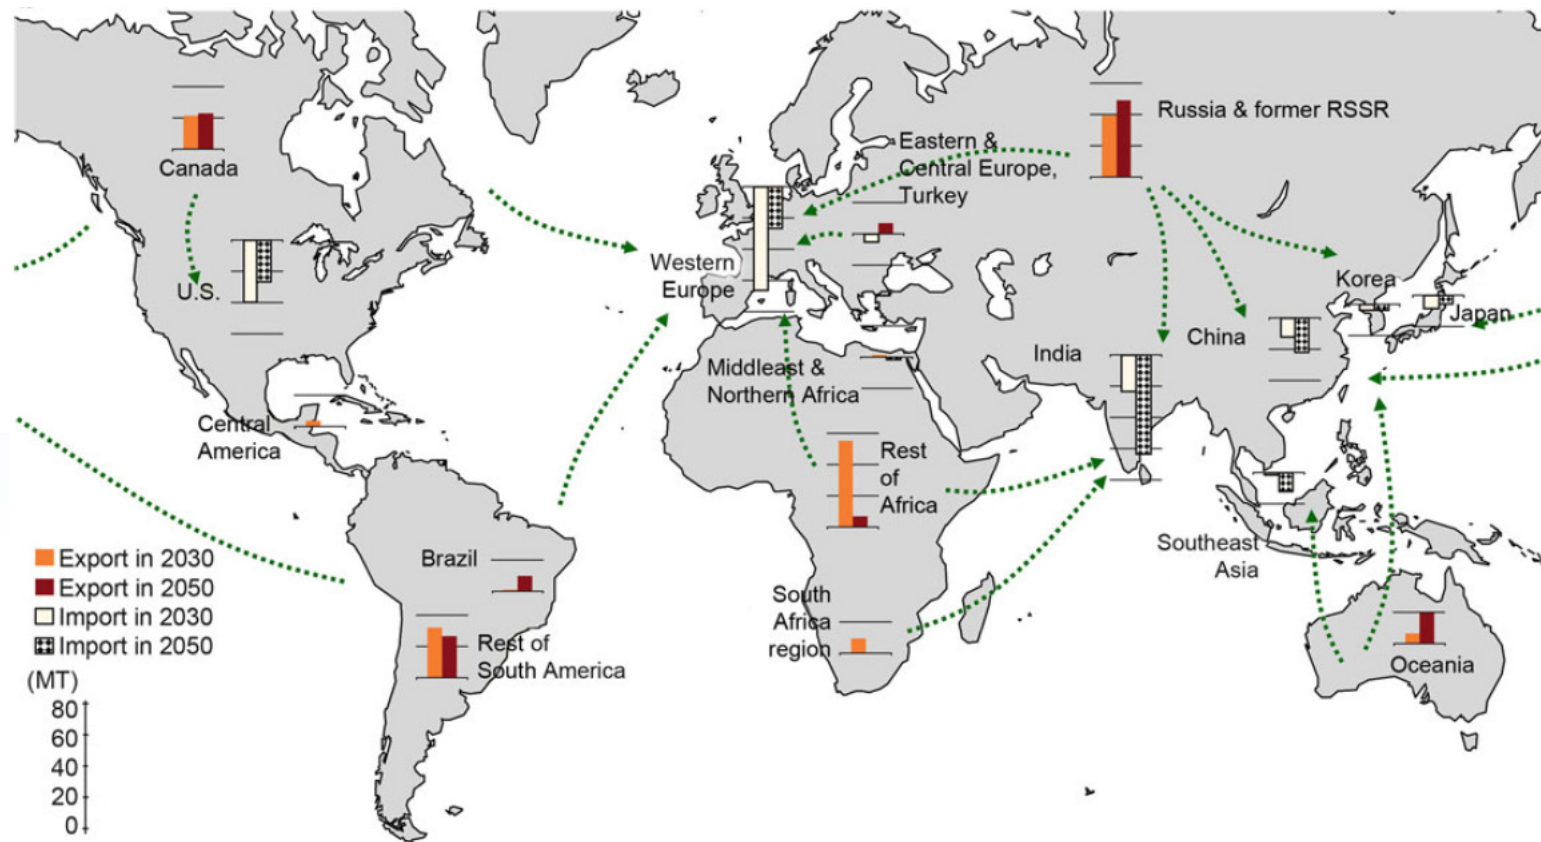 Canada
U.S.
Central
America
Brazil
Rest of
South America
Western
Europe
Eastern &
Central Europe,
Turkey
Russia & former RSSR
Middleast &
Northern Africa
Rest
of
Africa
South
Africa
region
India
China
Korea
Japan
Southeast
Asia
Oceania
Export in 2030
Export in 2050
Import in 2030
Import in 2050
(MT)
80
60
40
20
0